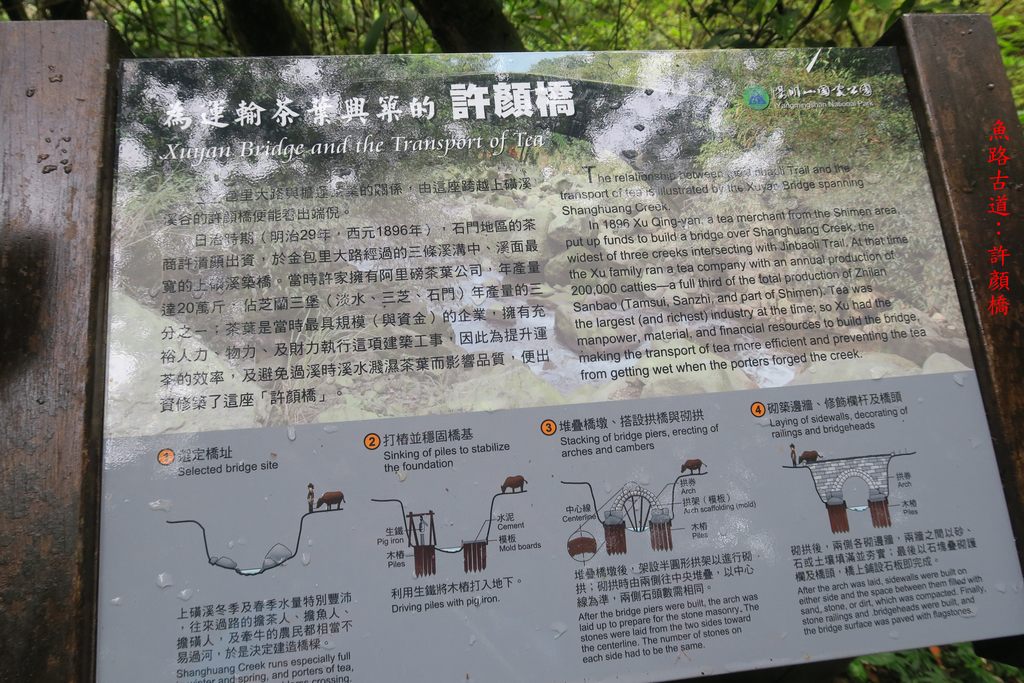 為運輸茶葉興築的 許顏橋
Xuyan Bridge and the Transport of Tea
陽明山國家公園
Yangmingshan National Park
里大路與擔 的關係，由這座跨越上磺溪
溪谷的許顏橋便能看出端倪。
日治時期（明治29年，西元1896年），石門地區的茶
商許清顏出資，於金包里大路經過的三條溪溝中、溪面最
寬的上磺溪築橋。當時許家擁有阿里磅茶葉公司，年產量
達20萬斤，佔芝蘭三堡（淡水、三芝、石門）年產量的三
分之一；茶葉是當時最具規模（與資金）的企業，擁有充
裕人力、物力、及財力執行這項建築工事，因此為提升運
茶的效率，及避免過溪時溪水濺濕茶葉而影響品質，便出
資修築了這座「許顏橋」。
The relationship between Trail and the
transport of tea is illustrated by the Xuyan Bridge spanning
Shanghuang Creek.
In 1896 Xu Qing-yan, a tea merchant from the Shimen area,
put up funds to build a bridge over Shanghuang Creek, the
widest of three creeks intersecting with Jinbaoli Trail. At that time
the Xu family ran a tea company with an annual production of
200,000 catties—a full third of the total production of Zhilan
Sanbao (Tamsui, Sanzhi, and part of Shimen). Tea was
the largest (and richest) industry at the time, so Xu had the
manpower, material, and financial resources to build the bridge,
making the transport of tea more efficient and preventing the tea
from getting wet when the porters forged the creek.
1 選定橋址
Selected bridge site
上磺溪冬季及春季水量特別豐沛
，往來過路的擔茶人、擔魚人、
擔磺人，及牽牛的農民都相當不
易過河，於是決定建造橋樑。
Shanghuang Creek runs especially full
winter and spring, and porters of tea,
crossing.
2 打樁並穩固橋基
Sinking of piles to stabilize
the foundation
生鐵
Pig iron
木樁
Piles
水泥
Cement
模板
Mold boards
利用生鐵將木樁打入地下。
Driving piles with pig iron.
3 堆疊橋墩、搭設拱橋與砌拱
Stacking of bridge piers, erecting of
arches and cambers
中心線
Centerline
拱券
Arch
拱架（模板）
Arch scaffolding (mold)
木樁
Piles
堆疊橋墩後，架設半圓形拱架以進行砌
拱；砌拱時由兩側往中央堆疊，以中心
線為準，兩側石頭數需相同。
After the bridge piers were built, the arch was
laid up to prepare for the stone masonry. The
stones were laid from the two sides toward
the centerline. The number of stones on
each side had to be the same.
4 砌築邊牆、修飾欄杆及橋頭
Laying of sidewalls, decorating of
railings and bridgeheads
拱券
Arch
木樁
Piles
砌拱後，兩側各砌邊牆，兩牆之間以砂、
石或土壤填滿並夯實；最後以石塊疊砌護
欄及橋頭，橋上鋪設石板即完成。
After the arch was laid, sidewalls were built on
either side and the space between them filled with
sand, stone, or dirt, which was compacted. Finally,
stone railings and bridgeheads were built, and
the bridge surface was paved with flagstones.
魚路古道：許顏橋